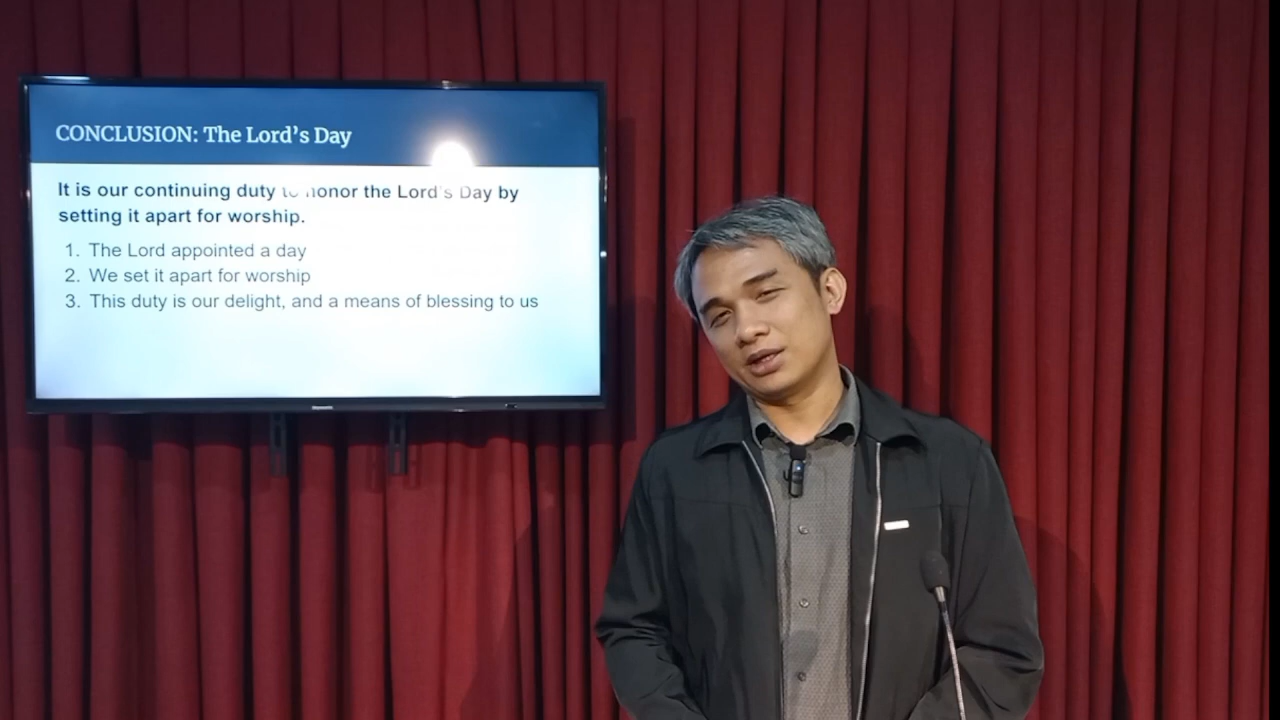 CONCLUSION: The Lord's Day
It is our continuing duty to honor the Lord's Day by
setting it apart for worship.
1. The Lord appointed a day
2. We set it apart for worship
3. This duty is our delight, and a means of blessing to us